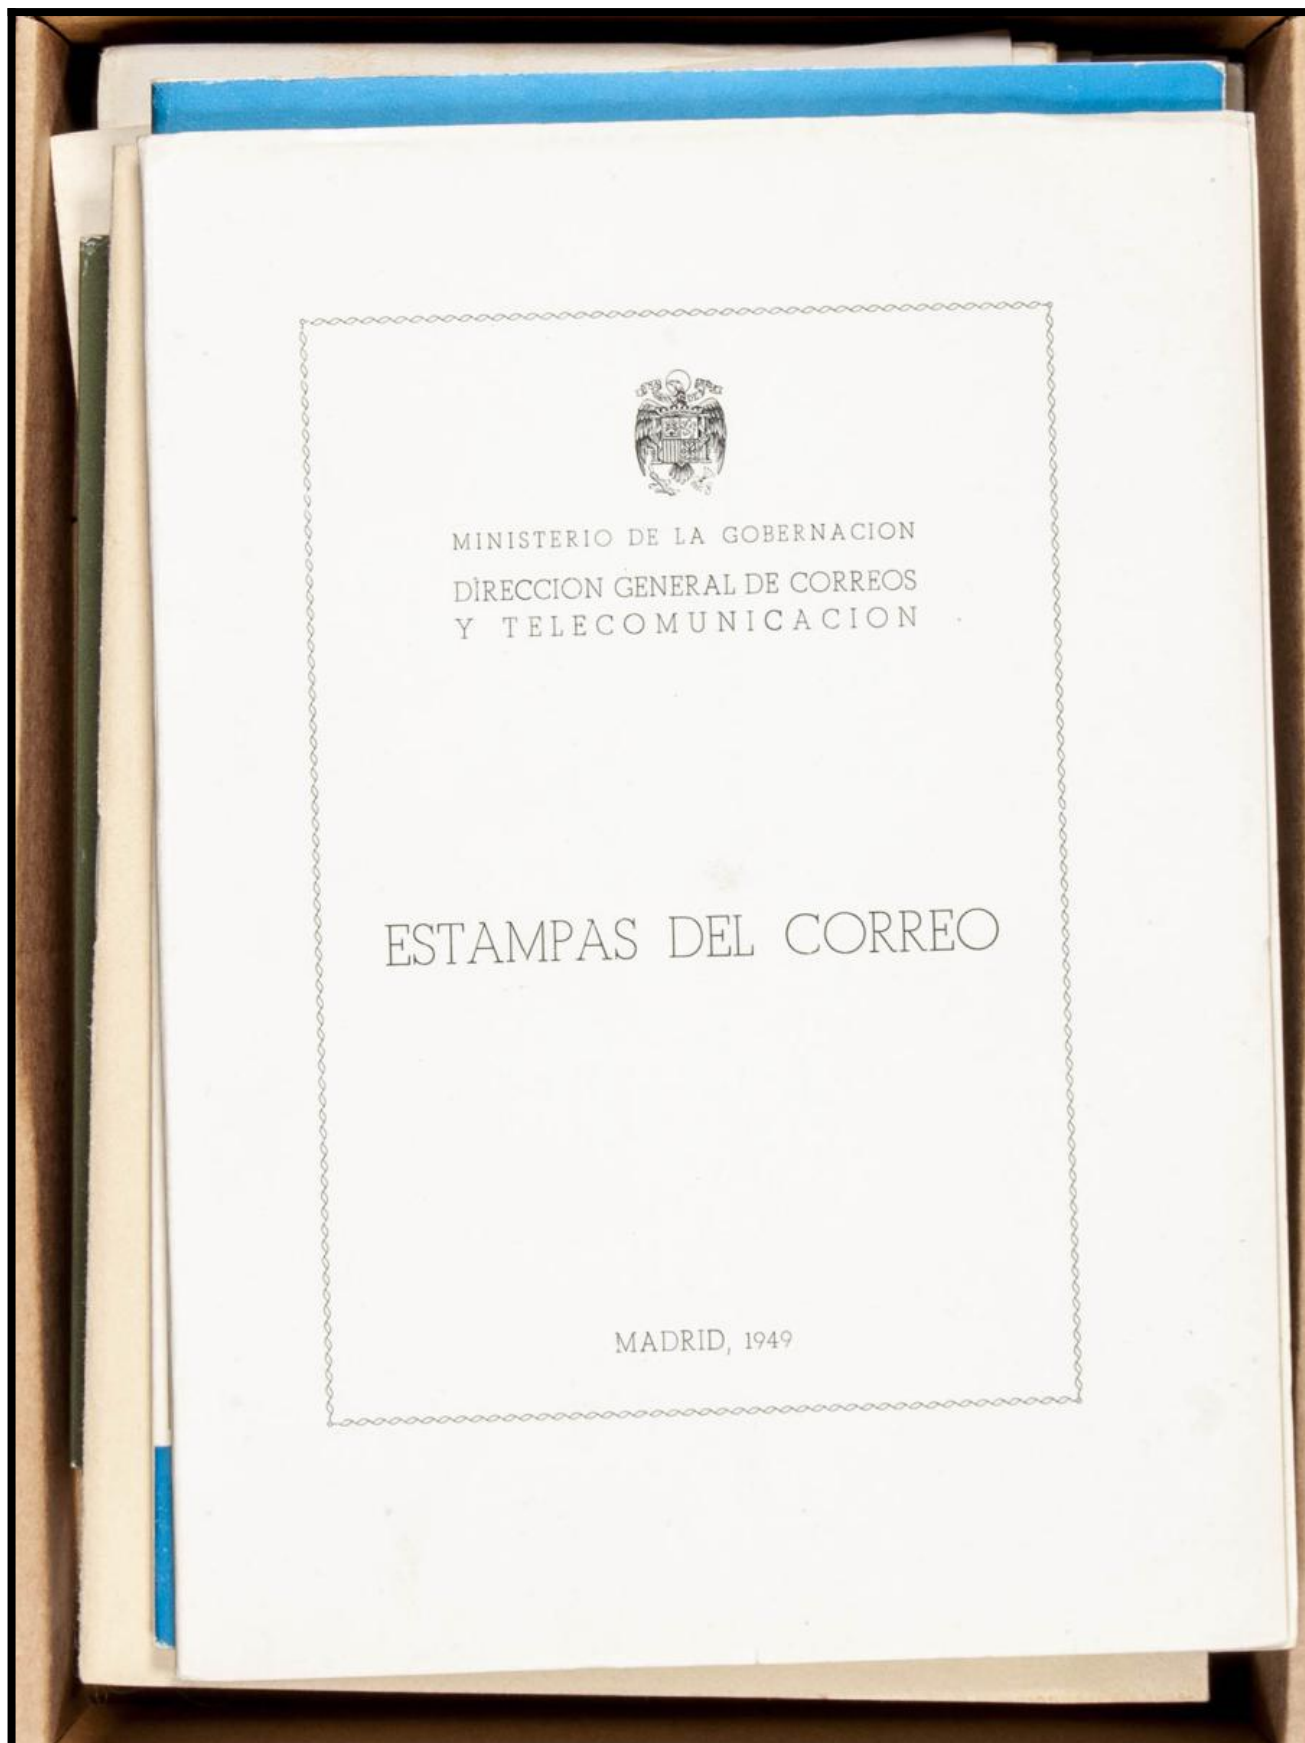 MINISTERIO DE LA GOBERNACION
DIRECCION GENERAL DE CORREOS
Y TELECOMUNICACION
ESTAMPAS DEL CORREO
MADRID, 1949